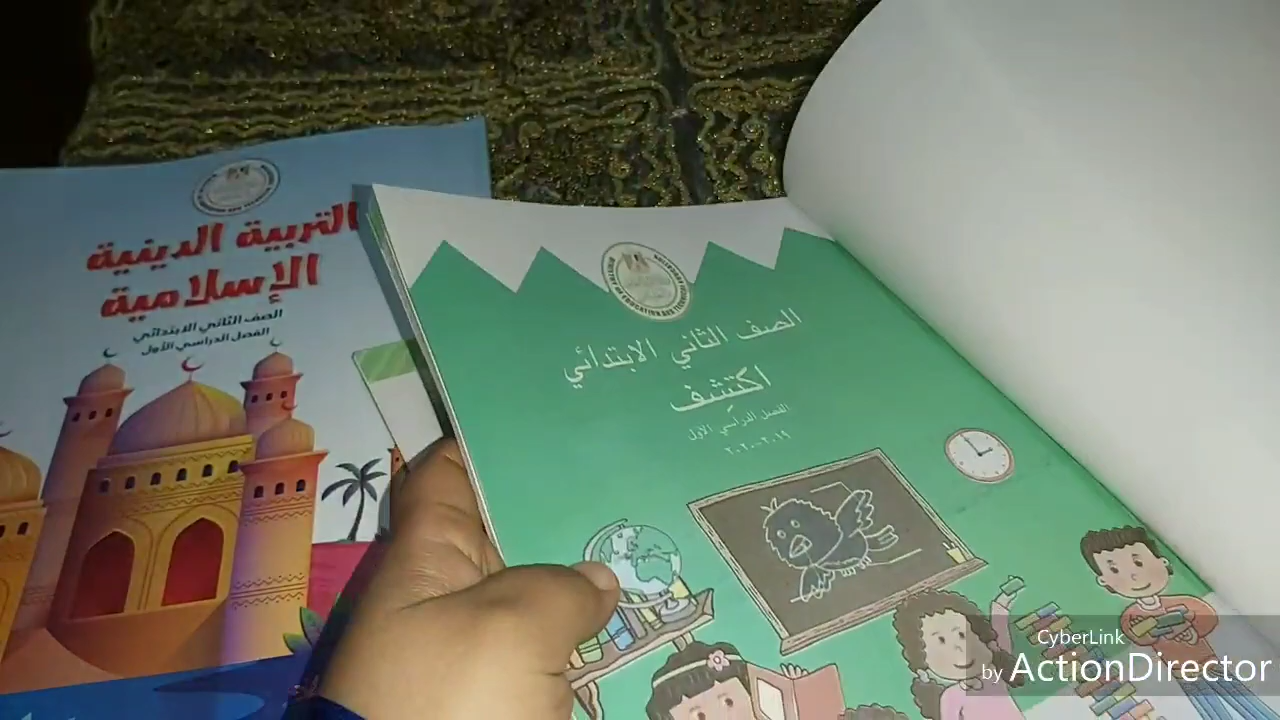 التربية الدينية
الإسلامية
الصف الثاني الابتدائي
الفصل الدراسي الأول
الصف الثاني الابتدائي
اكتشف
الفصل الدراسي الأول
٢٠١٩-٢٠٢٠
CyberLink
by ActionDirector